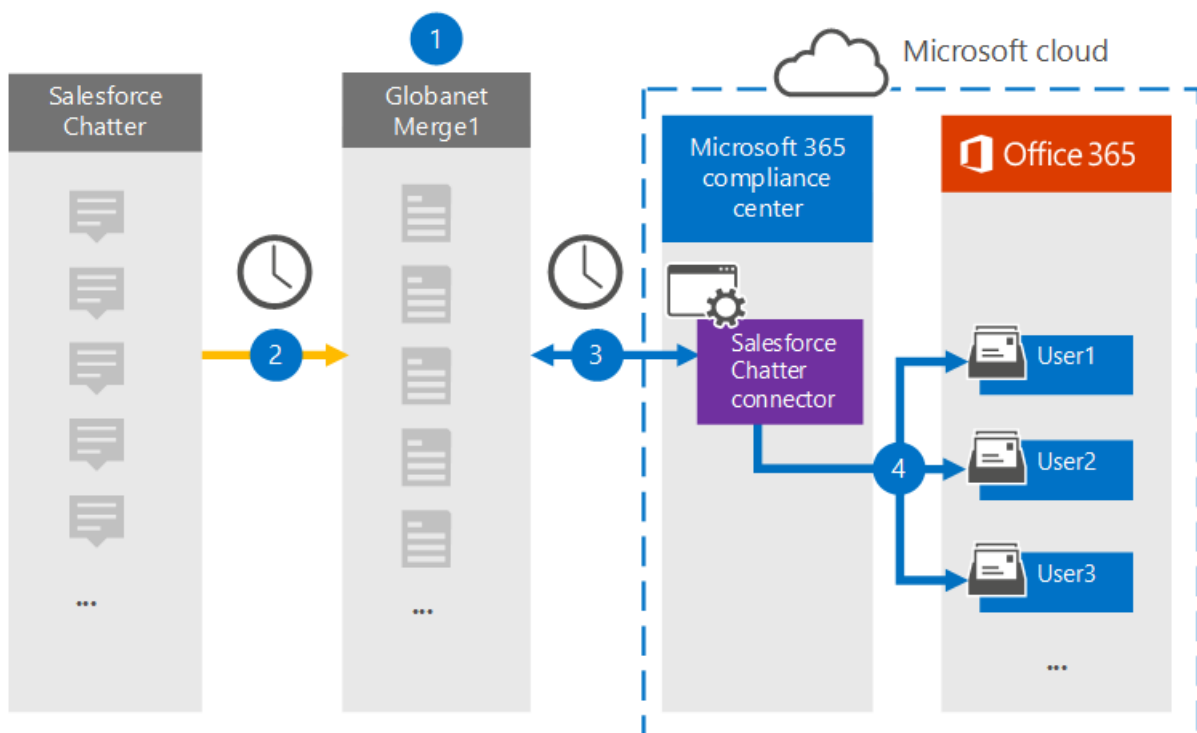 1
Microsoft cloud
Salesforce
Chatter
Globanet
Merge1
Microsoft 365
compliance
center
Office 365
2
3
Salesforce
Chatter
connector
4
User1
User2
User3
...
...
...